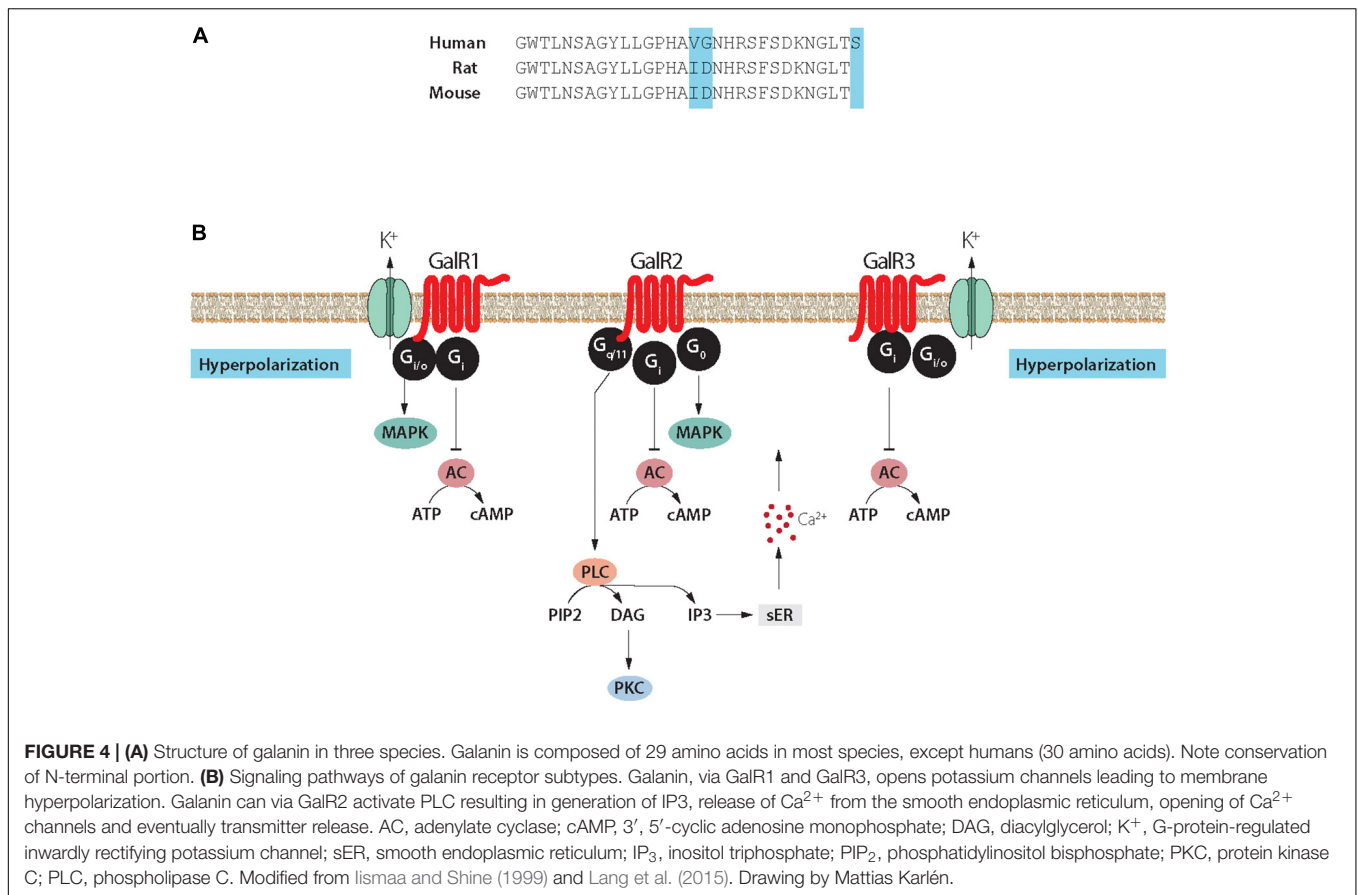 A
Human GWTLNSAGYLLGPHAVGNHRSFSDKNGLTS
Rat GWTLNSAGYLLGPHAIDNHRSFSDKNGLT
Mouse GWTLNSAGYLLGPHAIDNHRSFSDKNGLT
B
K+ GalR1 GalR2 GalR3 K+
Hyperpolarization Gi/o Gi Gq/11 Gi G0 Gi Gi/o Hyperpolarization
MAPK MAPK
AC AC AC
ATP cAMP ATP cAMP Ca2+ ATP cAMP
PLC
PIP2 DAG IP3 sER
PKC
FIGURE 4 | (A) Structure of galanin in three species. Galanin is composed of 29 amino acids in most species, except humans (30 amino acids). Note conservation
of N-terminal portion. (B) Signaling pathways of galanin receptor subtypes. Galanin, via GalR1 and GalR3, opens potassium channels leading to membrane
hyperpolarization. Galanin can via GalR2 activate PLC resulting in generation of IP3, release of Ca2+ from the smooth endoplasmic reticulum, opening of Ca2+
channels and eventually transmitter release. AC, adenylate cyclase; cAMP, 3′, 5′-cyclic adenosine monophosphate; DAG, diacylglycerol; K+, G-protein-regulated
inwardly rectifying potassium channel; sER, smooth endoplasmic reticulum; IP3, inositol triphosphate; PIP2, phosphatidylinositol bisphosphate; PKC, protein kinase
C; PLC, phospholipase C. Modified from Iismaa and Shine (1999) and Lang et al. (2015). Drawing by Mattias Karlén.